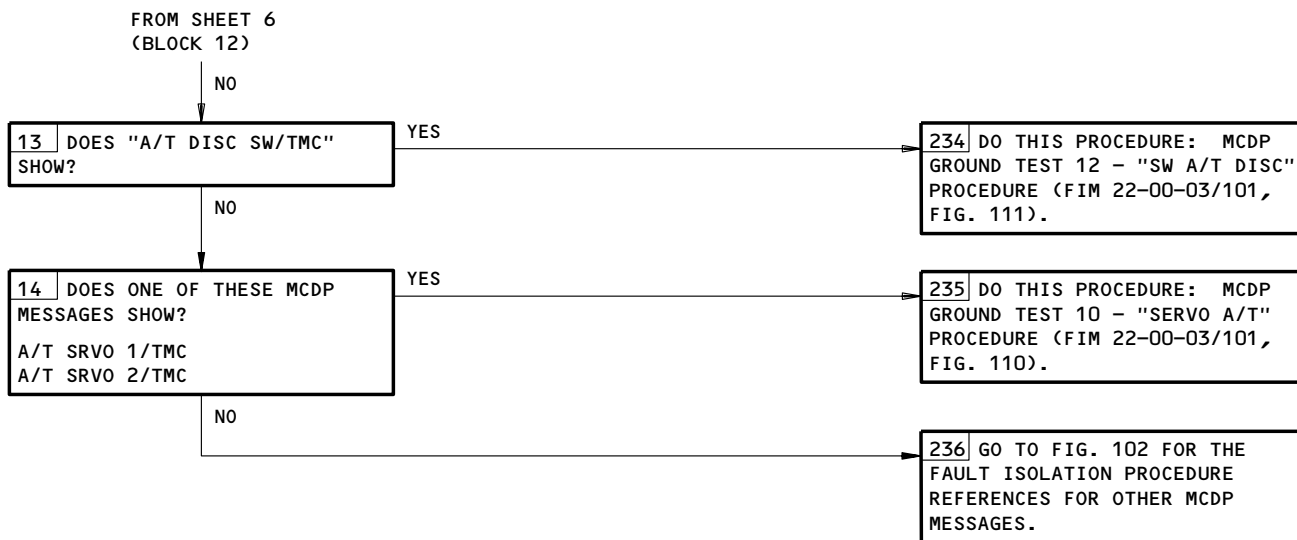 FROM SHEET 6
(BLOCK 12)
NO
13 DOES "A/T DISC SW/TMC"
SHOW?
YES
234 DO THIS PROCEDURE: MCDP
GROUND TEST 12 – "SW A/T DISC"
PROCEDURE (FIM 22–00–03/101,
FIG. 111).
NO
14 DOES ONE OF THESE MCDP
MESSAGES SHOW?
A/T SRVO 1/TMC
A/T SRVO 2/TMC
YES
235 DO THIS PROCEDURE: MCDP
GROUND TEST 10 – "SERVO A/T"
PROCEDURE (FIM 22–00–03/101,
FIG. 110).
NO
236 GO TO FIG. 102 FOR THE
FAULT ISOLATION PROCEDURE
REFERENCES FOR OTHER MCDP
MESSAGES.